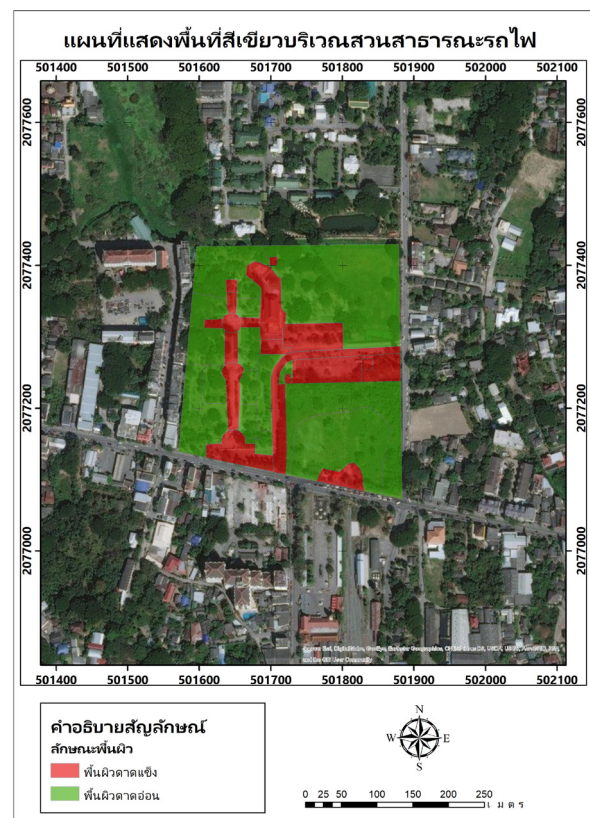 แผนที่แสดงพื้นที่สีเขียวบริเวณสวนสาธารณะรถไฟ
501400 501500 501600 501700 501800 501900 502000 502100
2077600 2077600
2077400 2077400
2077200 2077200
2077000 2077000
and the GIS User Community
501400 501500 501600 501700 501800 501900 502000 502100
คำอธิบายสัญลักษณ์
ลักษณะพื้นผิว
พื้นผิวดาดแข็ง
พื้นผิวดาดอ่อน
N
W E
S
0 25 50 100 150 200 250
เมตร